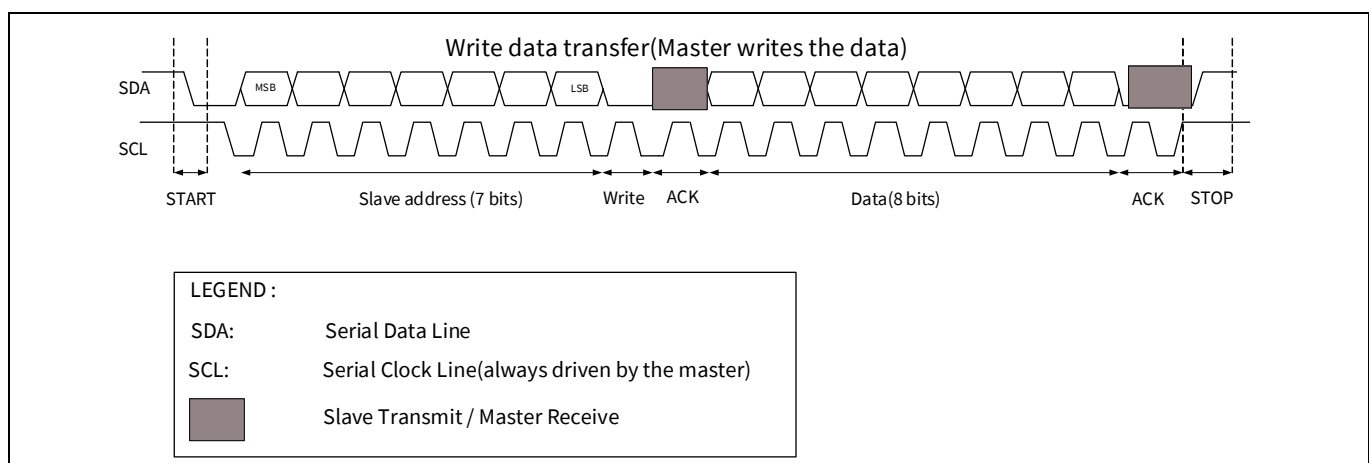 Write data transfer(Master writes the data)
SDA
MSB
LSB
SCL
START
Slave address (7 bits)
Write
ACK
Data(8 bits)
ACK
STOP
LEGEND :
SDA: Serial Data Line
SCL: Serial Clock Line(always driven by the master)
Slave Transmit / Master Receive